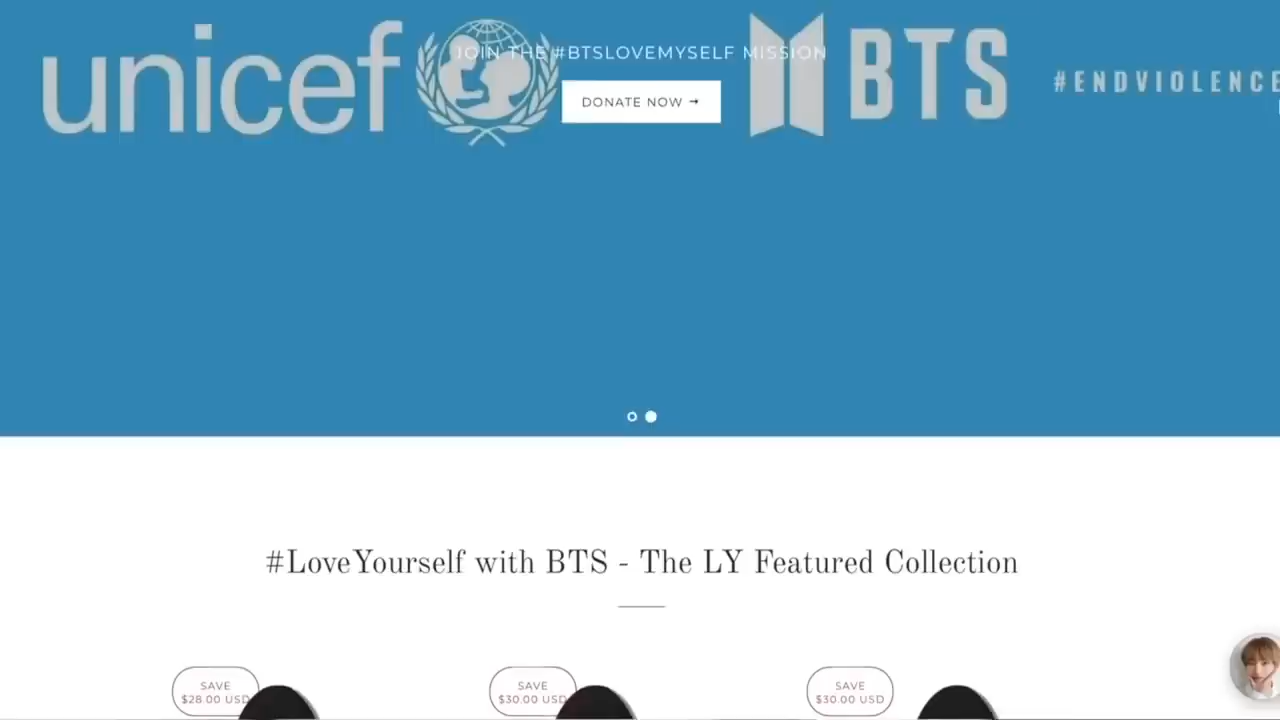 unicef
JOIN THE #BTSLOVEMYSELF MISSION
BTS
#ENDVIOLENCE
DONATE NOW →
#LoveYourself with BTS - The LY Featured Collection
SAVE
$28.00 USD
SAVE
$30.00 USD
SAVE
$30.00 USD